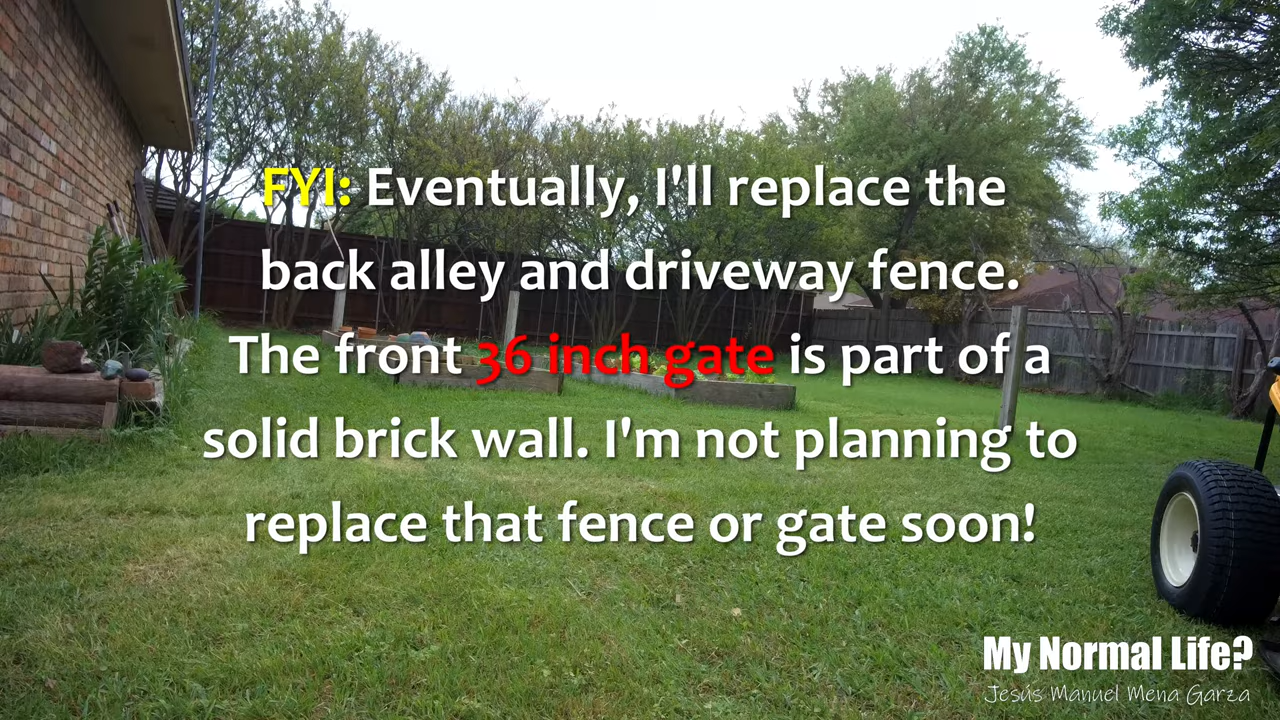 FYI: Eventually, I'll replace the
back alley and driveway fence.
The front 36 inch gate is part of a
solid brick wall. I'm not planning to
replace that fence or gate soon!
My Normal Life?
Jesús Manuel Mena Garza